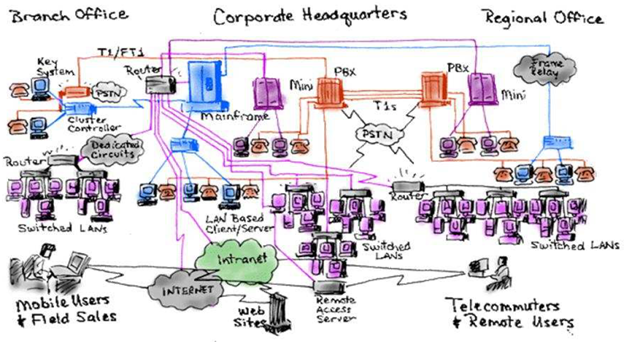 Branch Office
Corporate Headquarters
Regional Office
Key
System
T1/FT1
PSTN
Cluster
Controller
Router
Mainframe
Mini
PBX
T1s
PSTN
PBX
Mini
Frame
Relay
Router
Dedicated
Circuits
Switched LANs
LAN Based
Client/Server
Switched
LANs
Router
Switched LANs
Intranet
INTERNET
Mobile Users
& Field Sales
Web
Sites
Remote
Access
Server
Telecommuters
& Remote Users